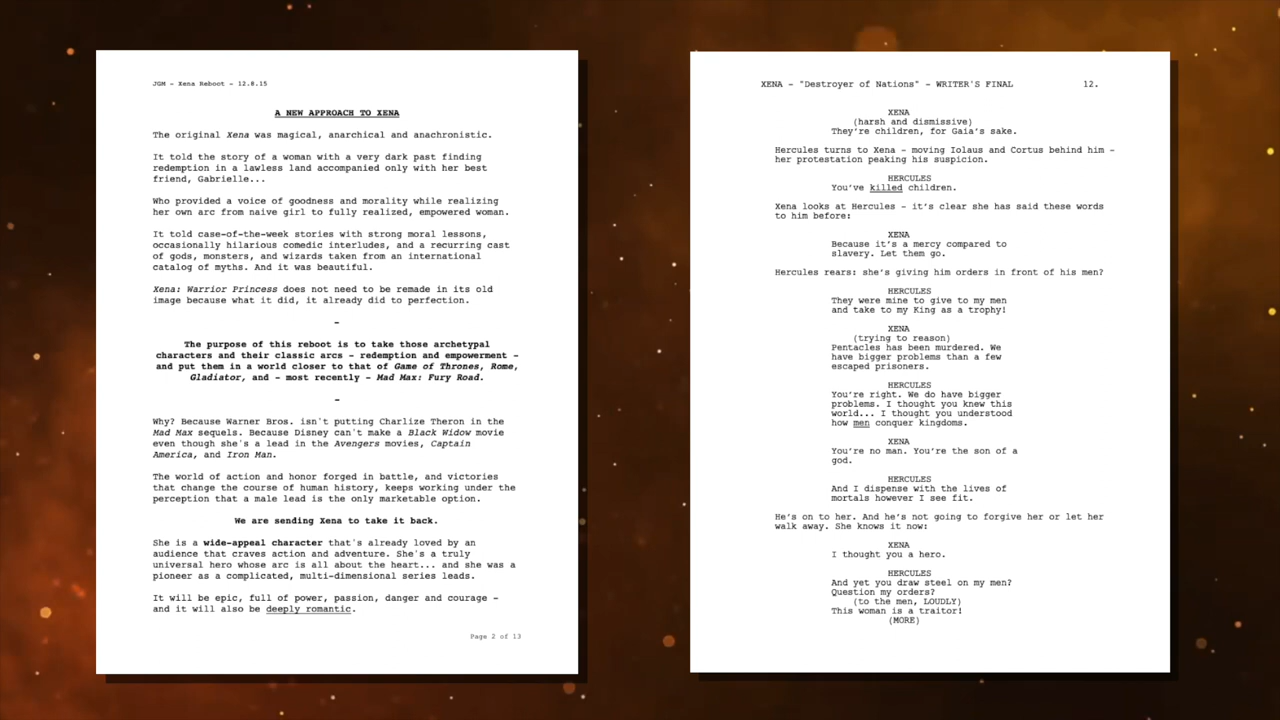 JGM - Xena Reboot - 12.8.15
A NEW APPROACH TO XENA
The original Xena was magical, anarchical and anachronistic.
It told the story of a woman with a very dark past finding
redemption in a lawless land accompanied only with her best
friend, Gabrielle...
Who provided a voice of goodness and morality while realizing
her own arc from naive girl to fully realized, empowered woman.
It told case-of-the-week stories with strong moral lessons,
occasionally hilarious comedic interludes, and a recurring cast
of gods, monsters, and wizards taken from an international
catalog of myths. And it was beautiful.
Xena: Warrior Princess does not need to be remade in its old
image because what it did, it already did to perfection.
-
The purpose of this reboot is to take those archetypal
characters and their classic arcs - redemption and empowerment -
and put them in a world closer to that of Game of Thrones, Rome,
Gladiator, and - most recently - Mad Max: Fury Road.
-
Why? Because Warner Bros. isn't putting Charlize Theron in the
Mad Max sequels. Because Disney can't make a Black Widow movie
even though she's a lead in the Avengers movies, Captain
America, and Iron Man.
The world of action and honor forged in battle, and victories
that change the course of human history, keeps working under the
perception that a male lead is the only marketable option.
We are sending Xena to take it back.
She is a wide-appeal character that's already loved by an
audience that craves action and adventure. She's a truly
universal hero whose arc is all about the heart... and she was a
pioneer as a complicated, multi-dimensional series leads.
It will be epic, full of power, passion, danger and courage -
and it will also be deeply romantic.
Page 2 of 13
XENA - "Destroyer of Nations" - WRITER'S FINAL 12.
XENA
(harsh and dismissive)
They're children, for Gaia's sake.
Hercules turns to Xena - moving Iolaus and Cortus behind him -
her protestation peaking his suspicion.
HERCULES
You've killed children.
Xena looks at Hercules - it's clear she has said these words
to him before:
XENA
Because it's a mercy compared to
slavery. Let them go.
Hercules rears: she's giving him orders in front of his men?
HERCULES
They were mine to give to my men
and take to my King as a trophy!
XENA
(trying to reason)
Pentacles has been murdered. We
have bigger problems than a few
escaped prisoners.
HERCULES
You're right. We do have bigger
problems. I thought you knew this
world... I thought you understood
how men conquer kingdoms.
XENA
You're no man. You're the son of a
god.
HERCULES
And I dispense with the lives of
mortals however I see fit.
He's on to her. And he's not going to forgive her or let her
walk away. She knows it now:
XENA
I thought you a hero.
HERCULES
And yet you draw steel on my men?
Question my orders?
(to the men, LOUDLY)
This woman is a traitor!
(MORE)